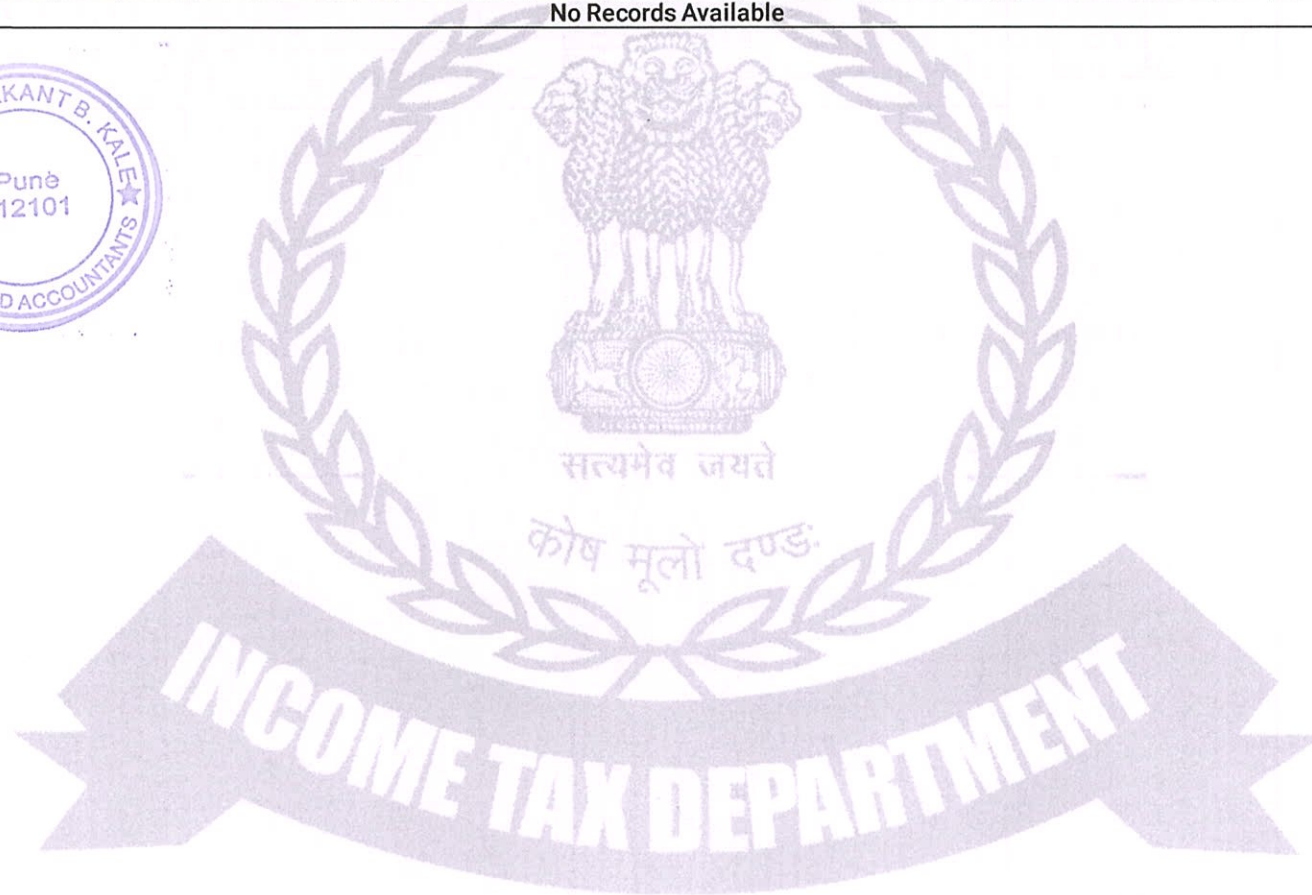 No Records Available
KANT B. KALE ★
Pune
12101
D ACCOUNTANTS
सत्यमेव जयते
कोष मूलो दण्डः
INCOME TAX DEPARTMENT